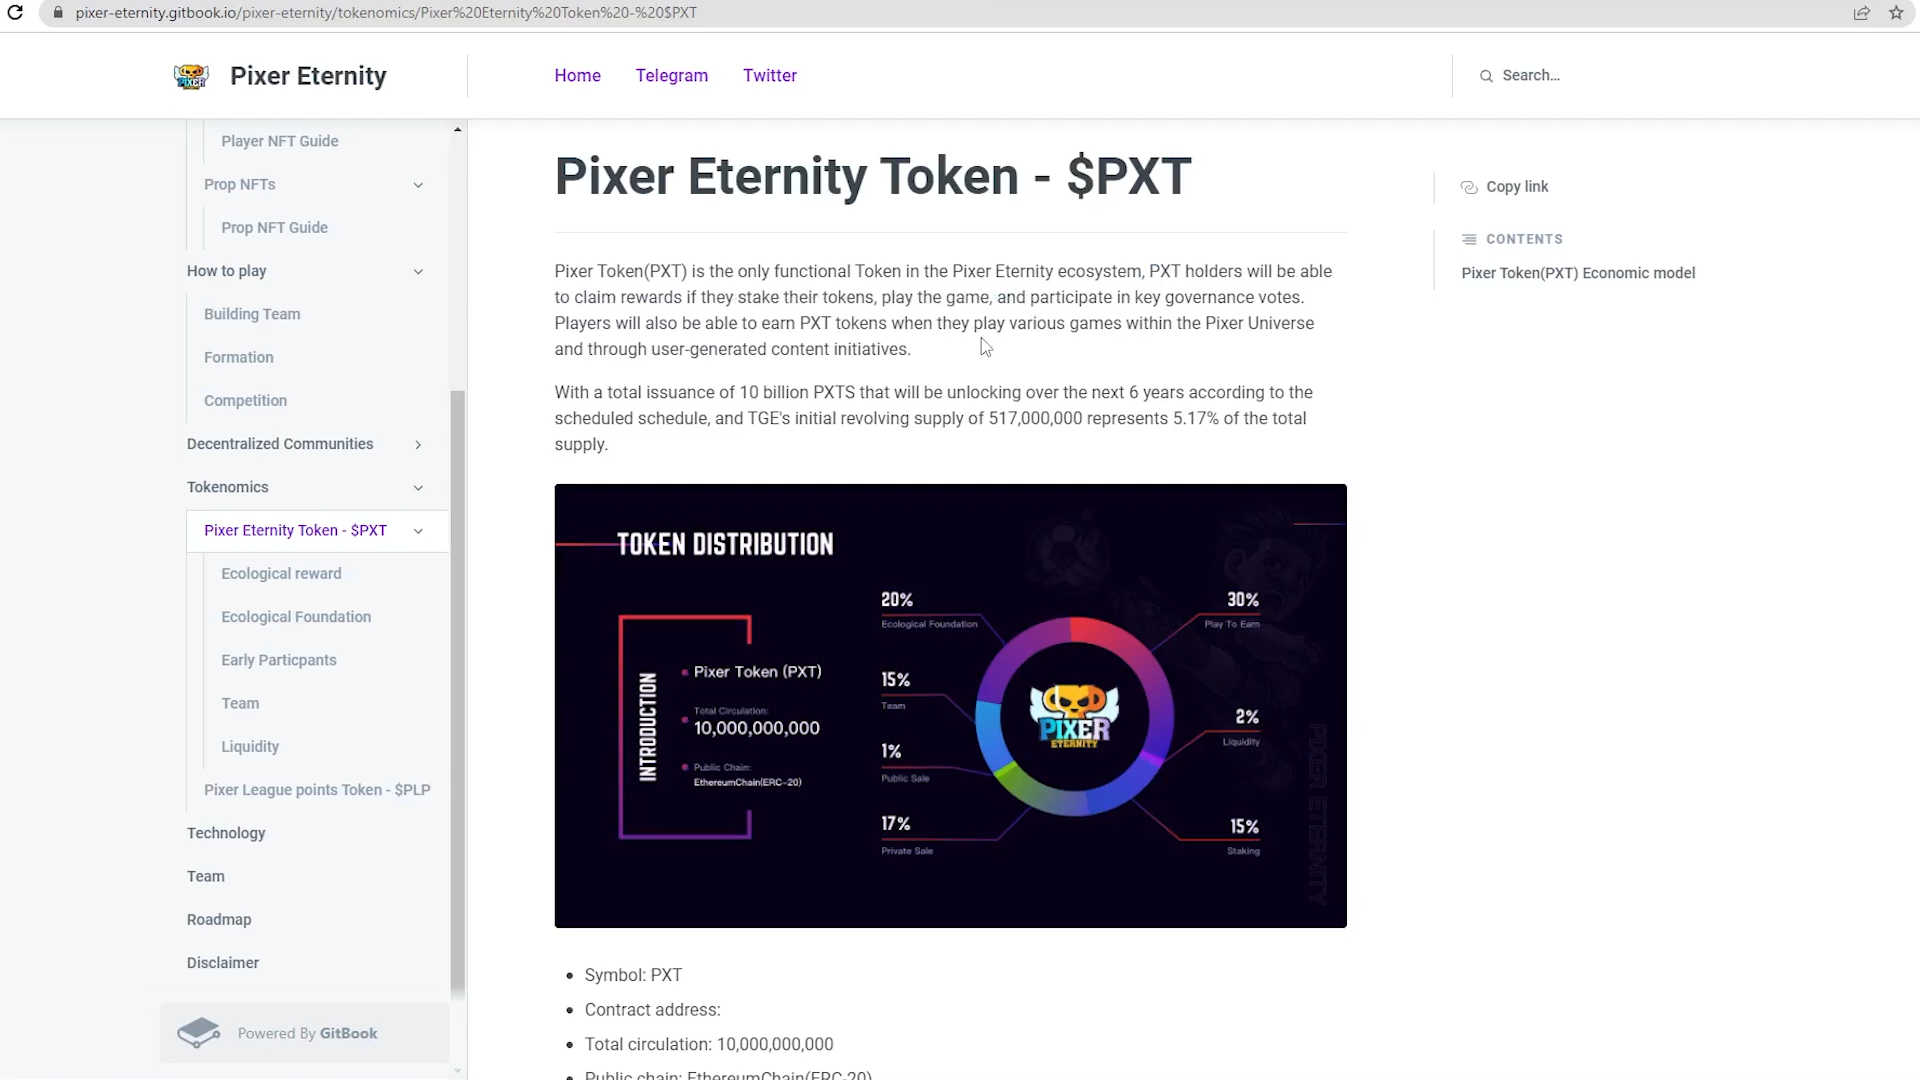 pixer-eternity.gitbook.io/pixer-eternity/tokenomics/Pixer%20Eternity%20Token%20-%20$PXT
Pixer Eternity
Home
Telegram
Twitter
Search...
Player NFT Guide
Prop NFTs
Prop NFT Guide
How to play
Building Team
Formation
Competition
Decentralized Communities
Tokenomics
Pixer Eternity Token - $PXT
Ecological reward
Ecological Foundation
Early Particpants
Team
Liquidity
Pixer League points Token - $PLP
Technology
Team
Roadmap
Disclaimer
Powered By GitBook
Pixer Eternity Token - $PXT
Pixer Token(PXT) is the only functional Token in the Pixer Eternity ecosystem, PXT holders will be able
to claim rewards if they stake their tokens, play the game, and participate in key governance votes.
Players will also be able to earn PXT tokens when they play various games within the Pixer Universe
and through user-generated content initiatives.
With a total issuance of 10 billion PXTS that will be unlocking over the next 6 years according to the
scheduled schedule, and TGE's initial revolving supply of 517,000,000 represents 5.17% of the total
supply.
TOKEN DISTRIBUTION
INTRODUCTION
Pixer Token (PXT)
Total Circulation:
10,000,000,000
Public Chain:
EthereumChain(ERC-20)
20%
Ecological Foundation
15%
Team
1%
Public Sale
17%
Private Sale
PIXER
ETERNITY
30%
Play To Earn
2%
Liquidity
15%
Staking
PIXER ETERNITY
• Symbol: PXT
• Contract address:
• Total circulation: 10,000,000,000
• Public chain: EthereumChain(ERC-20)
Copy link
CONTENTS
Pixer Token(PXT) Economic model